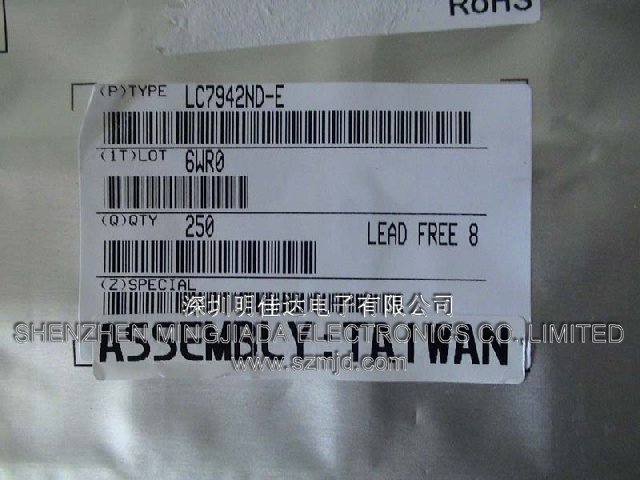 RoHS
(P)TYPE LC7942ND-E
(1T)LOT 6WR0
(Q)QTY 250 LEAD FREE 8
(Z)SPECIAL
深圳明佳达电子有限公司
SHENZHEN MINGJIADA ELECTRONICS CO.,LIMITED
ASSEMBLY:TAIWAN
www.szmjd.com